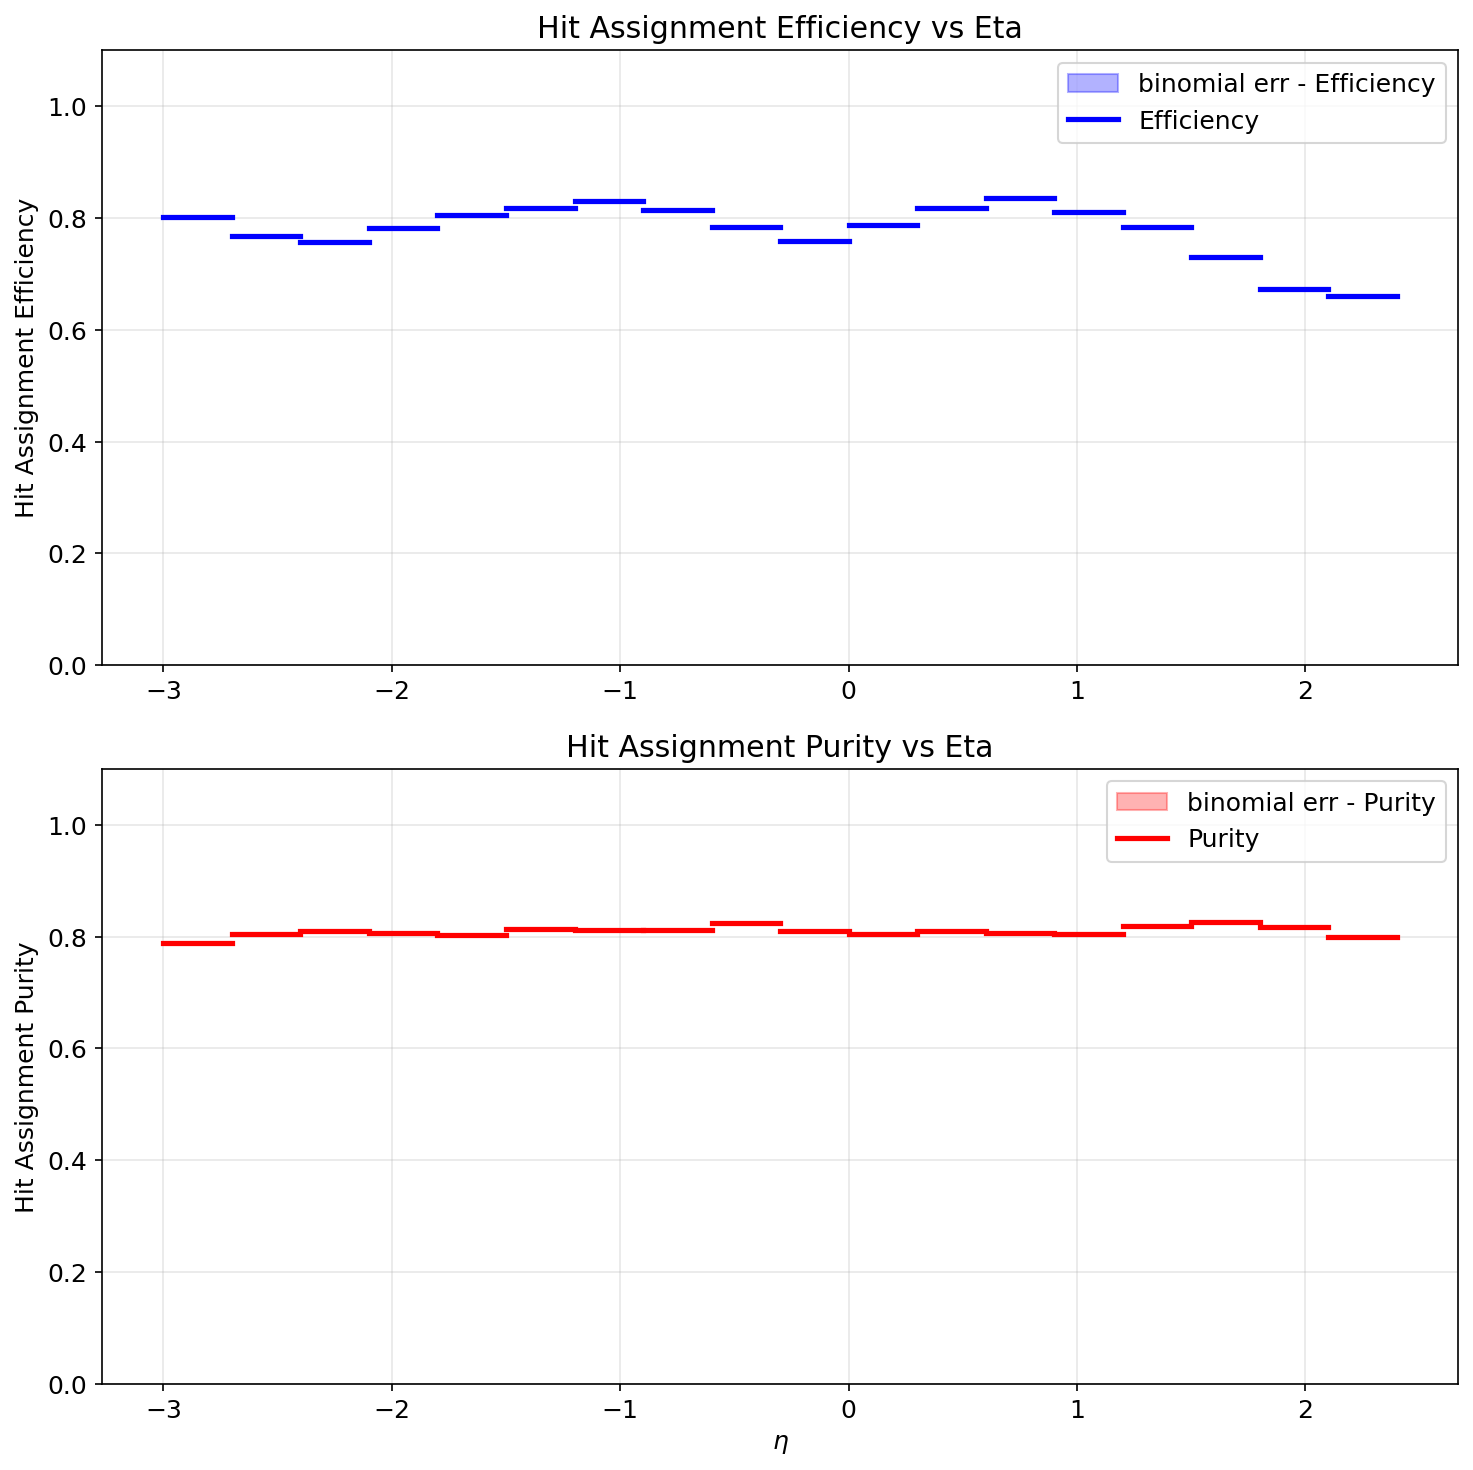 Hit Assignment Efficiency vs Eta
binomial err - Efficiency
Efficiency
Hit Assignment Efficiency
1.0
0.8
0.6
0.4
0.2
0.0
−3
−2
−1
0
1
2
Hit Assignment Purity vs Eta
binomial err - Purity
Purity
Hit Assignment Purity
1.0
0.8
0.6
0.4
0.2
0.0
−3
−2
−1
0
1
2
η